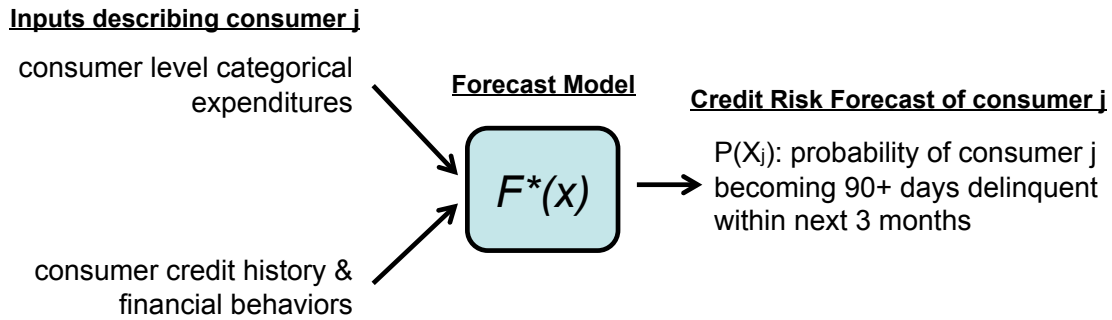 Inputs describing consumer j
consumer level categorical
expenditures
consumer credit history &
financial behaviors
Forecast Model
F*(x)
Credit Risk Forecast of consumer j
P(Xj): probability of consumer j
becoming 90+ days delinquent
within next 3 months